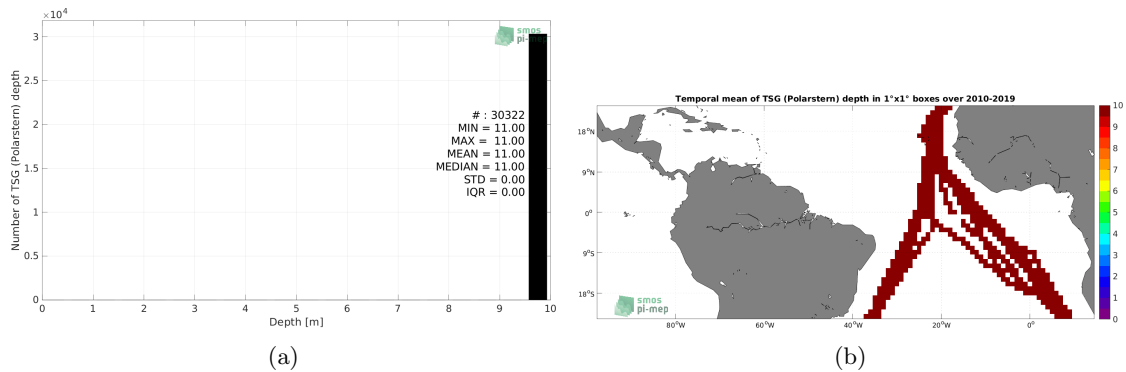 ×10⁴
3
2.5
2
1.5
1
0.5
0
Number of TSG (Polarstern) depth
smos
pi-mep
# : 30322
MIN = 11.00
MAX = 11.00
MEAN = 11.00
MEDIAN = 11.00
STD = 0.00
IQR = 0.00
0 1 2 3 4 5 6 7 8 9 10
Depth [m]
(a)
Temporal mean of TSG (Polarstern) depth in 1°x1° boxes over 2010-2019
18°N
9°N
0°
9°S
18°S
smos
pi-mep
80°W 60°W 40°W 20°W 0°
10
9
8
7
6
5
4
3
2
1
0
(b)